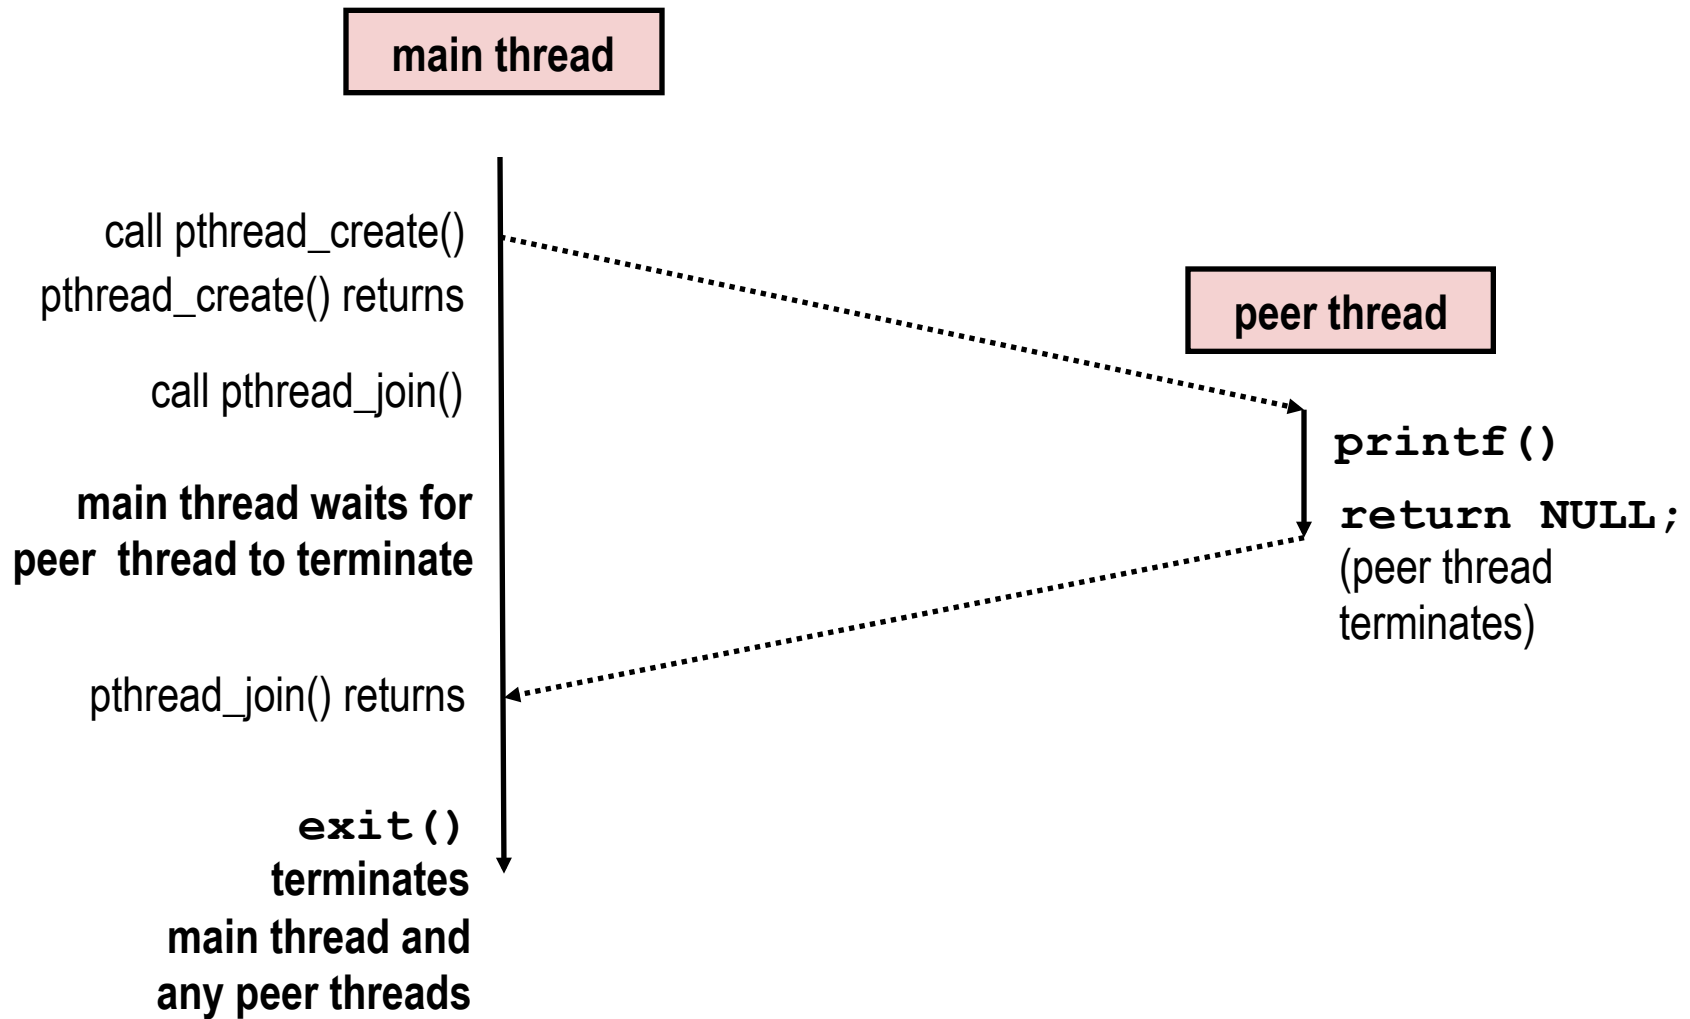 main thread
call pthread_create()
pthread_create() returns
peer thread
call pthread_join()
printf()
main thread waits for
peer  thread to terminate
return NULL;
(peer thread
terminates)
pthread_join() returns
exit()
terminates
main thread and
any peer threads